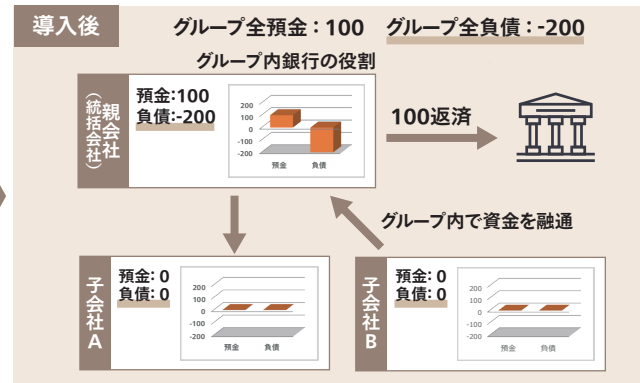 導入後
グループ全預金：100 グループ全負債：-200
グループ内銀行の役割
親会社
（統括会社）
預金:100
負債:-200
200
100
0
-100
-200
預金 負債
100返済
グループ内で資金を融通
子会社A
預金: 0
負債: 0
200
100
0
-100
-200
預金 負債
子会社B
預金: 0
負債: 0
200
100
0
-100
-200
預金 負債